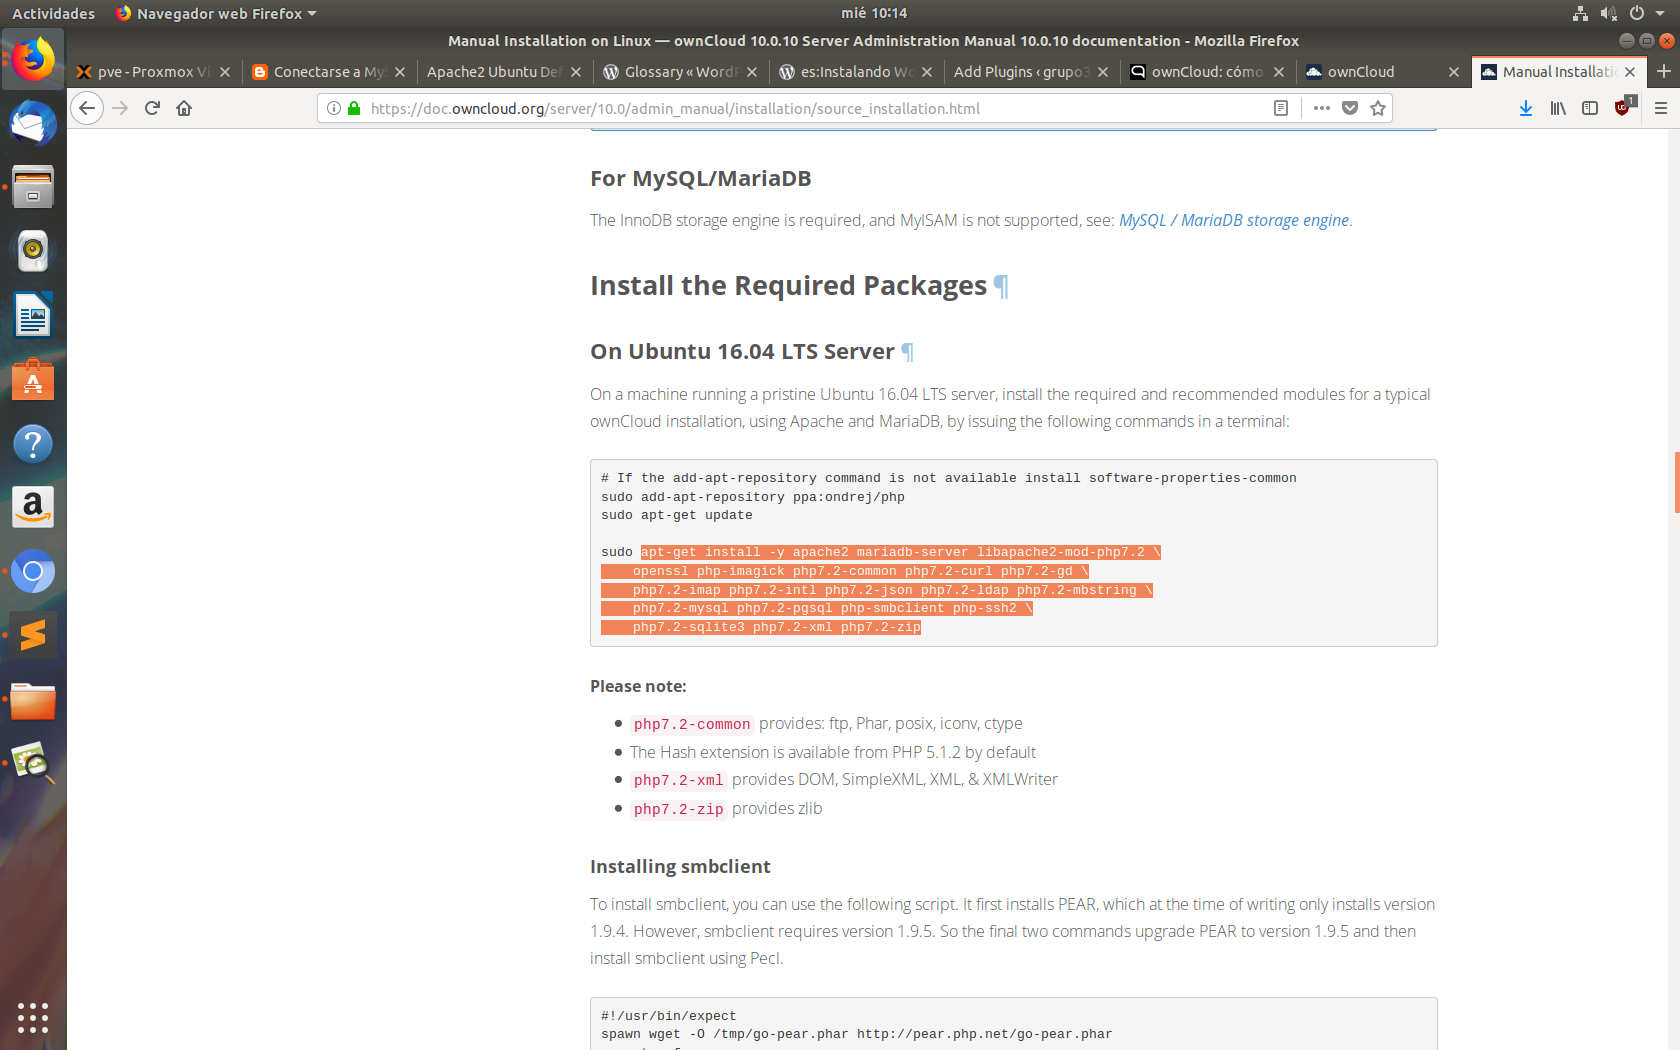 Actividades Navegador web Firefox mié 10:14
Manual Installation on Linux — ownCloud 10.0.10 Server Administration Manual 10.0.10 documentation - Mozilla Firefox
pve - Proxmox Vi Conectarse a My Apache2 Ubuntu Def Glossary « WordP es:Instalando Wo Add Plugins ‹ grupo3 ownCloud: cómo ownCloud Manual Installatio
https://doc.owncloud.org/server/10.0/admin_manual/installation/source_installation.html 1
For MySQL/MariaDB
The InnoDB storage engine is required, and MyISAM is not supported, see: MySQL / MariaDB storage engine.
Install the Required Packages ¶
On Ubuntu 16.04 LTS Server ¶
On a machine running a pristine Ubuntu 16.04 LTS server, install the required and recommended modules for a typical
ownCloud installation, using Apache and MariaDB, by issuing the following commands in a terminal:
# If the add-apt-repository command is not available install software-properties-common
sudo add-apt-repository ppa:ondrej/php
sudo apt-get update
sudo apt-get install -y apache2 mariadb-server libapache2-mod-php7.2 \
openssl php-imagick php7.2-common php7.2-curl php7.2-gd \
php7.2-imap php7.2-intl php7.2-json php7.2-ldap php7.2-mbstring \
php7.2-mysql php7.2-pgsql php-smbclient php-ssh2 \
php7.2-sqlite3 php7.2-xml php7.2-zip
Please note:
php7.2-common provides: ftp, Phar, posix, iconv, ctype
The Hash extension is available from PHP 5.1.2 by default
php7.2-xml provides DOM, SimpleXML, XML, & XMLWriter
php7.2-zip provides zlib
Installing smbclient
To install smbclient, you can use the following script. It first installs PEAR, which at the time of writing only installs version
1.9.4. However, smbclient requires version 1.9.5. So the final two commands upgrade PEAR to version 1.9.5 and then
install smbclient using Pecl.
#!/usr/bin/expect
spawn wget -O /tmp/go-pear.phar http://pear.php.net/go-pear.phar